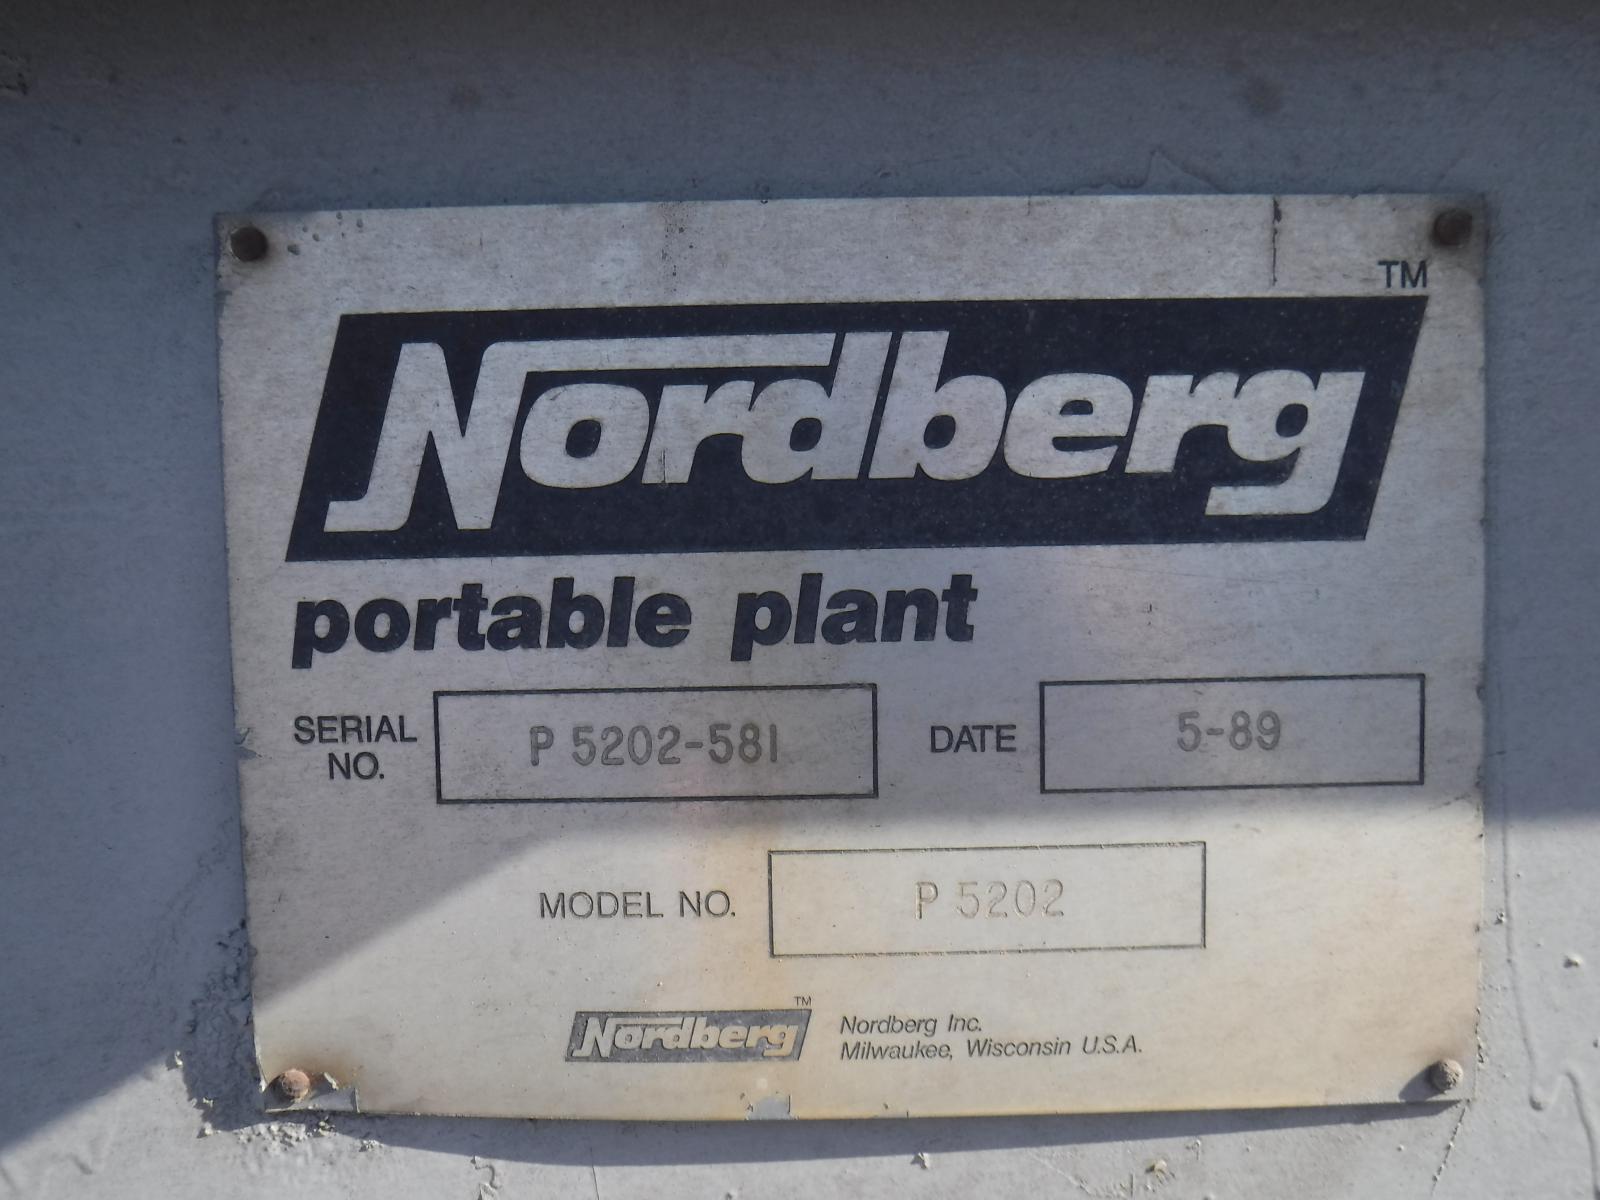 TM
Nordberg
portable plant
SERIAL NO. P 5202-581 DATE 5-89
MODEL NO. P 5202
Nordberg TM
Nordberg Inc.
Milwaukee, Wisconsin U.S.A.